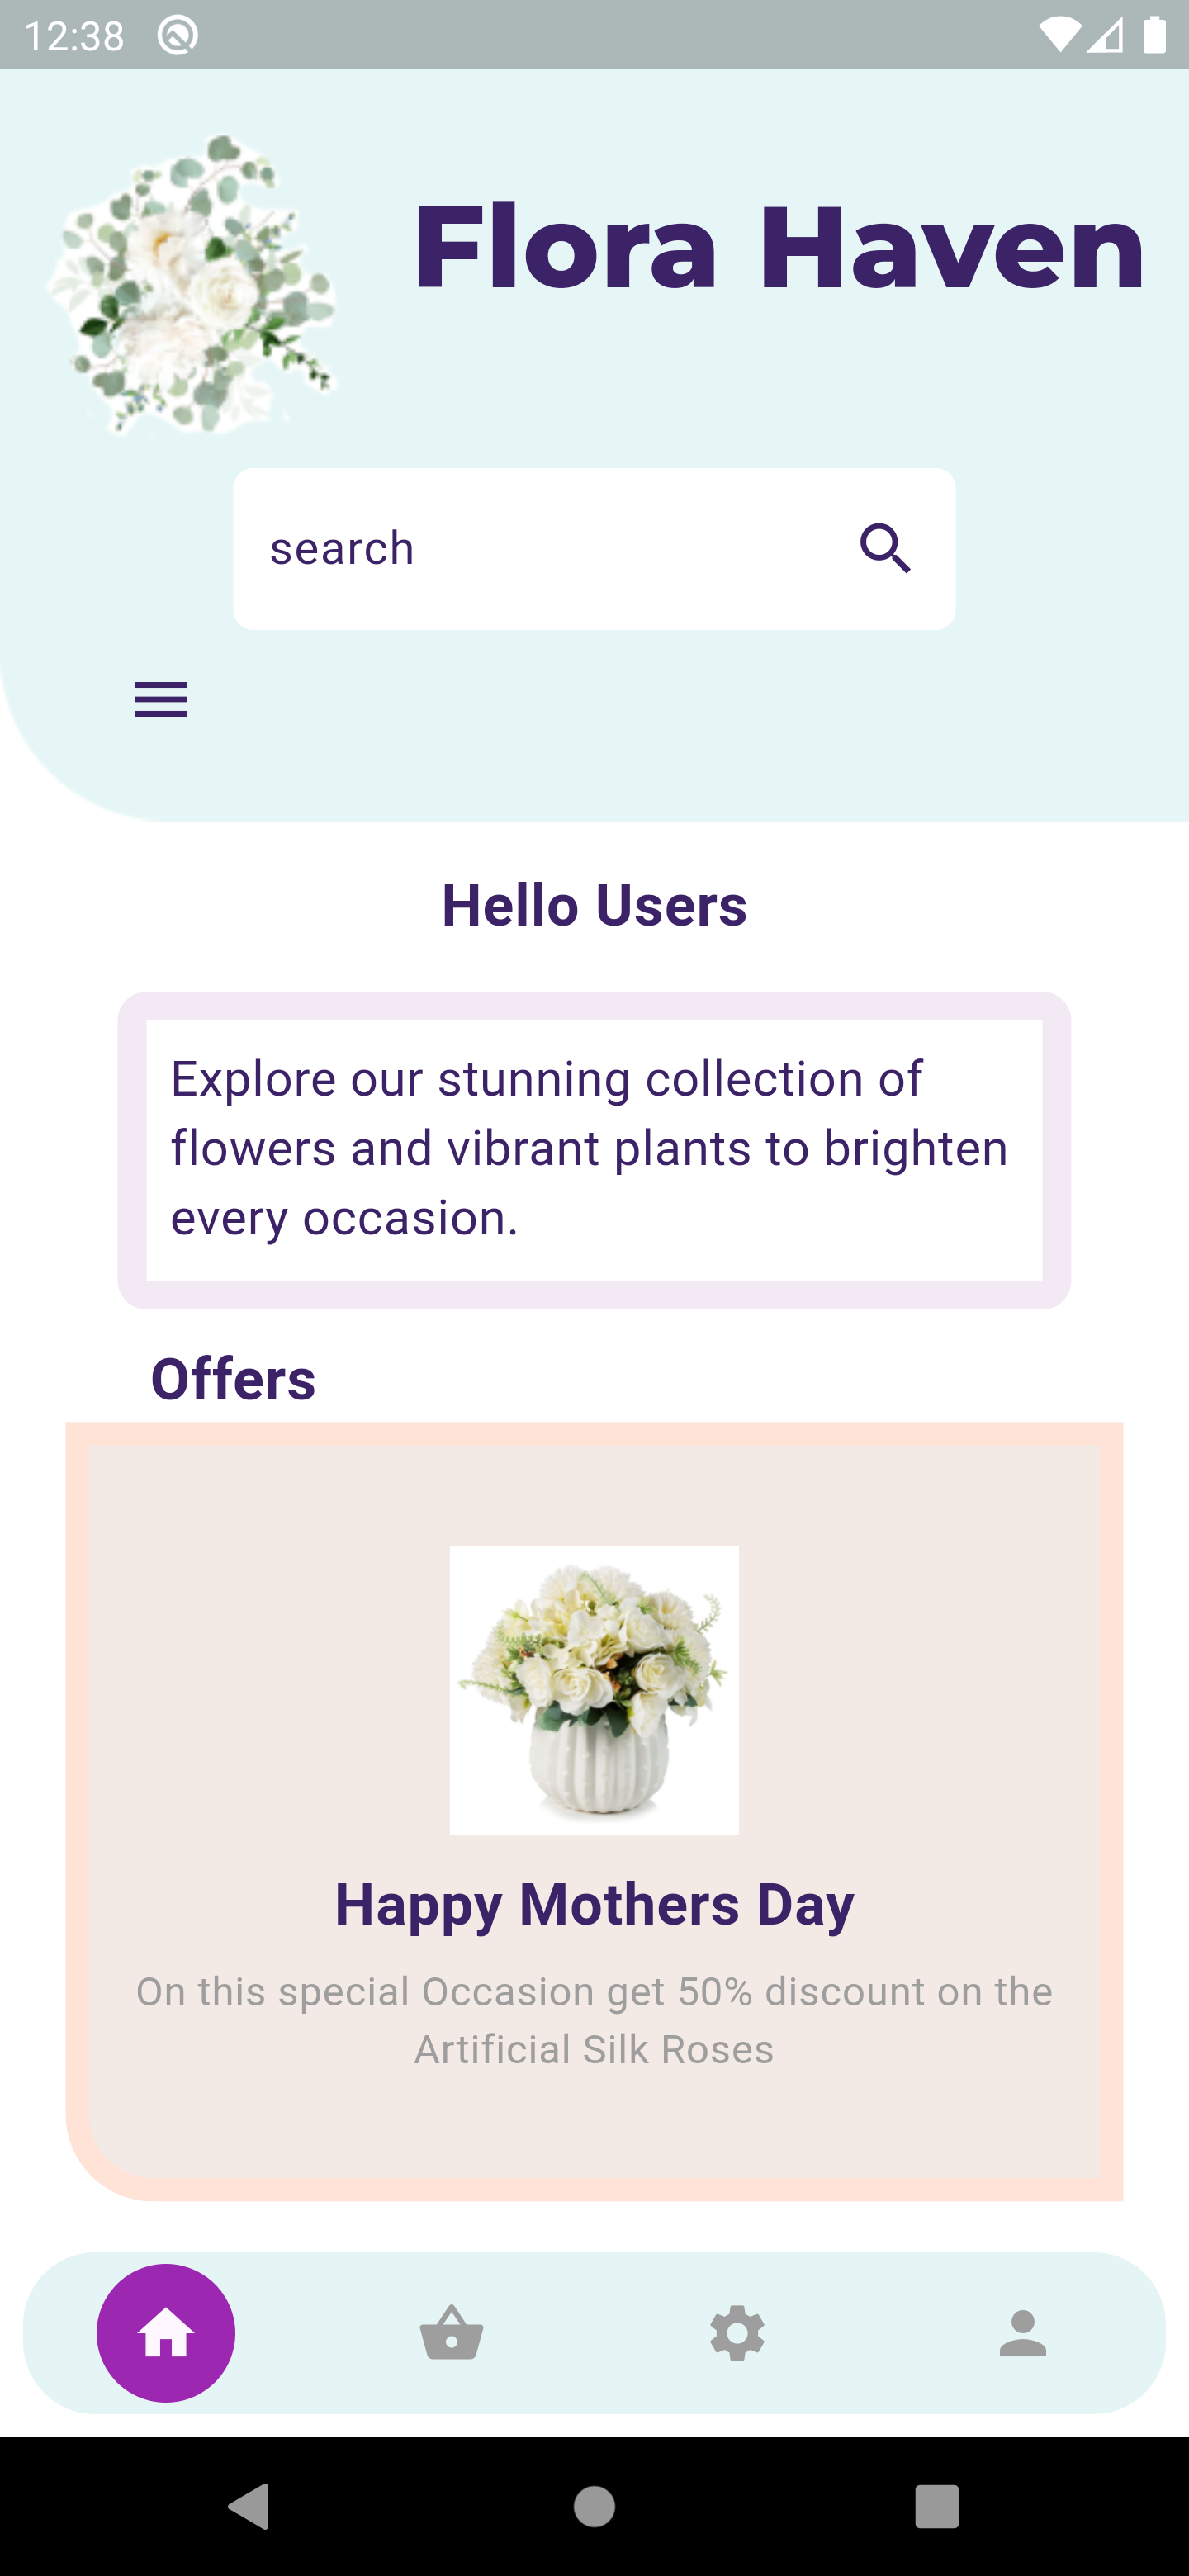 12:38
Flora Haven
search
Hello Users
Explore our stunning collection of
flowers and vibrant plants to brighten
every occasion.
Offers
Happy Mothers Day
On this special Occasion get 50% discount on the
Artificial Silk Roses